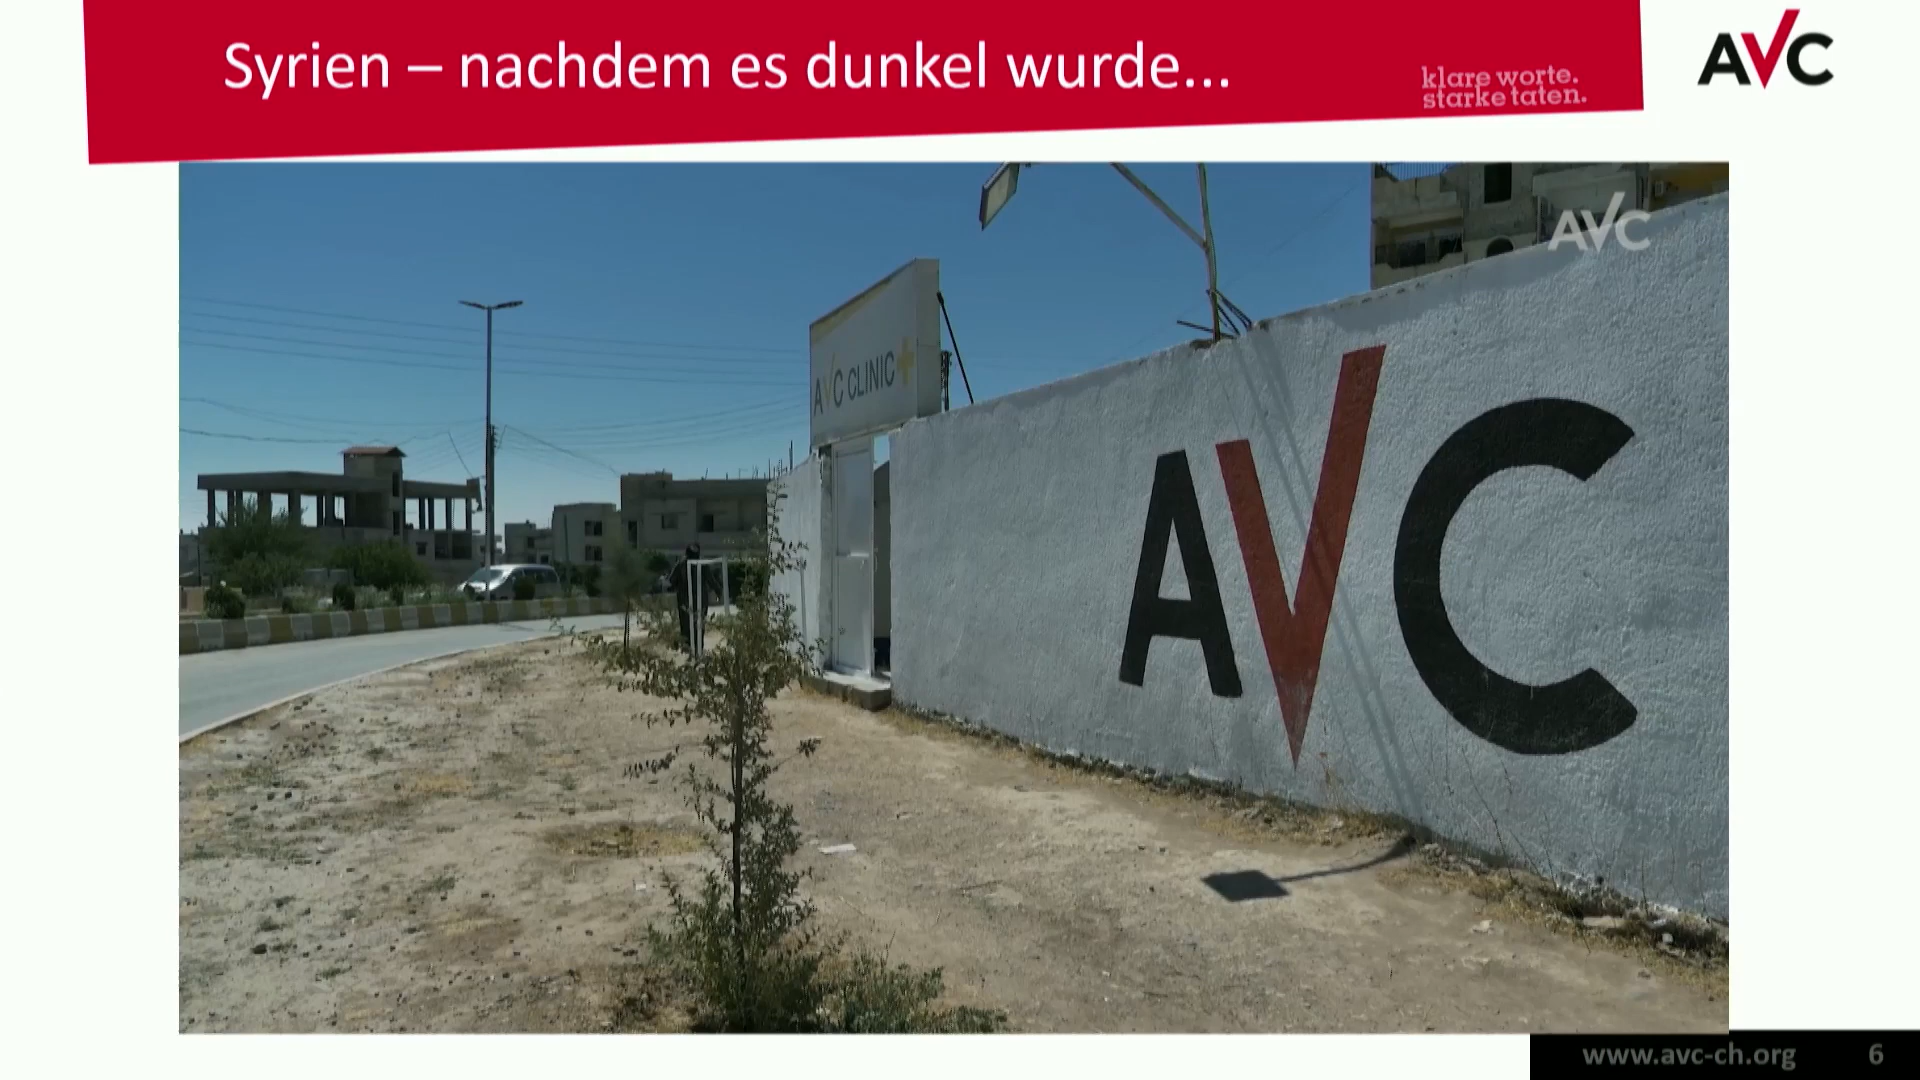 Syrien – nachdem es dunkel wurde...
klare worte.
starke taten.
AVC
AVC
AVC CLINIC
AVC
www.avc-ch.org 6